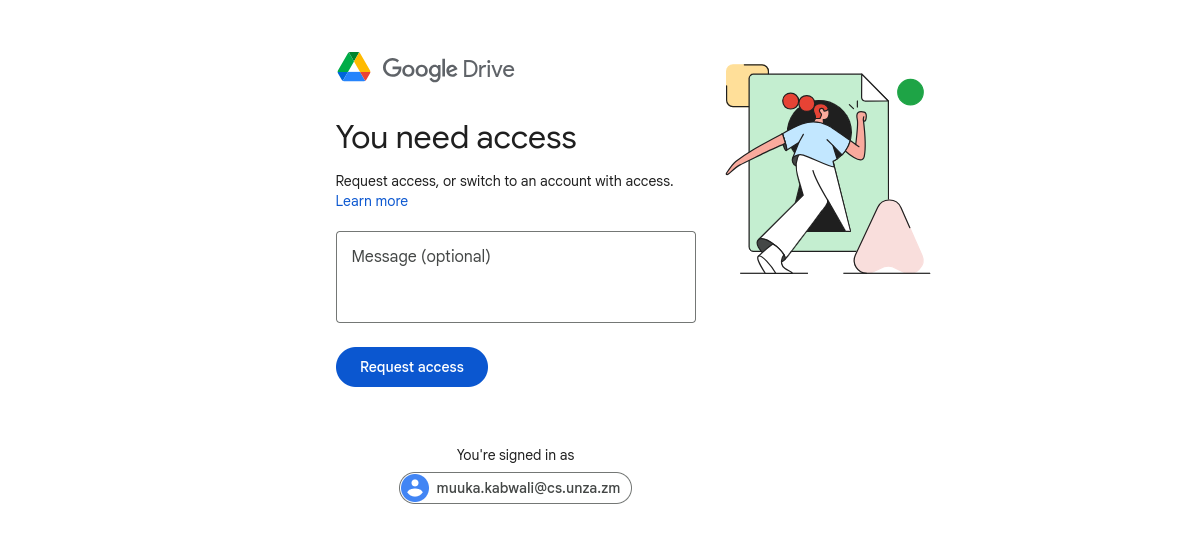 Google Drive
You need access
Request access, or switch to an account with access.
Learn more
Message (optional)
Request access
You're signed in as
muuka.kabwali@cs.unza.zm